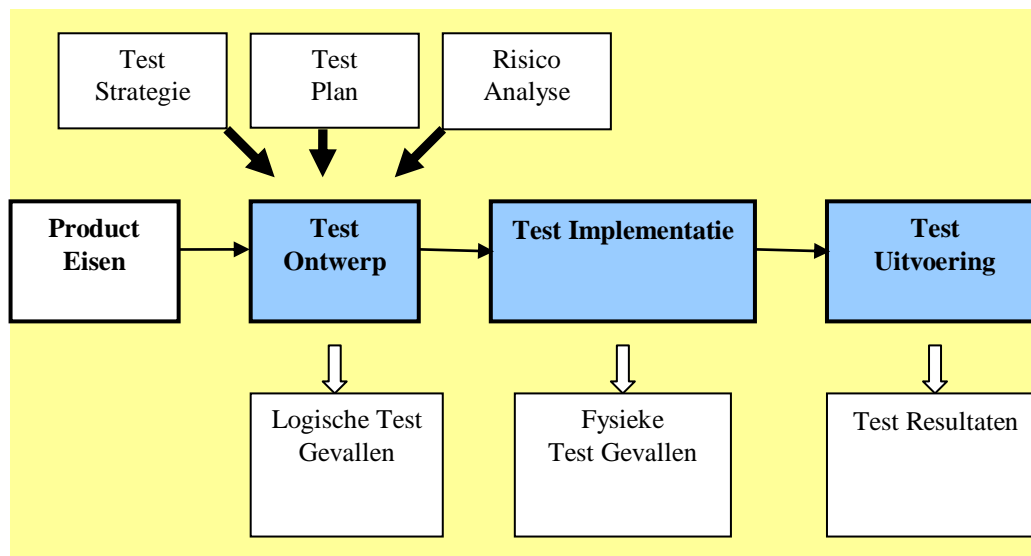 Test
Strategie
Test
Plan
Risico
Analyse
Product
Eisen
Test
Ontwerp
Test Implementatie
Test
Uitvoering
Logische Test
Gevallen
Fysieke
Test Gevallen
Test Resultaten